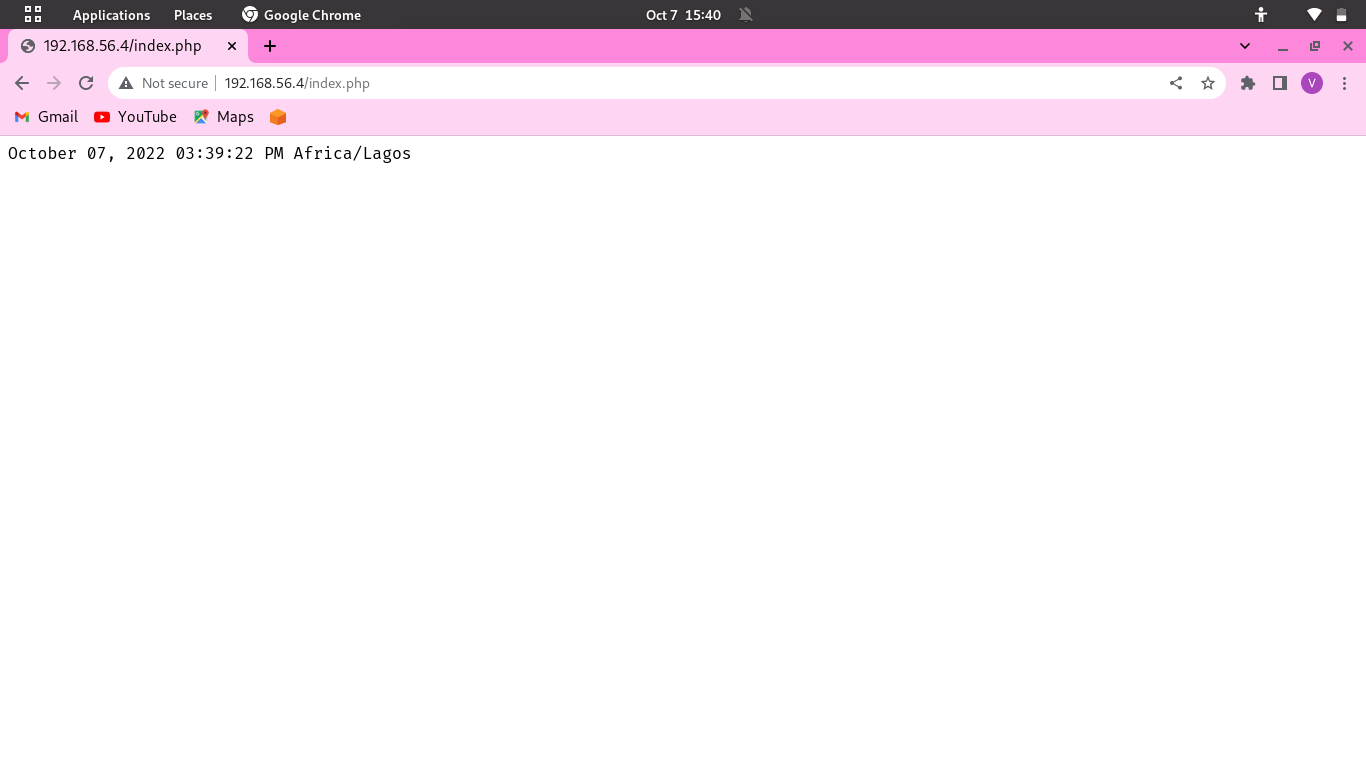 Applications Places Google Chrome Oct 7 15:40
192.168.56.4/index.php
Not secure 192.168.56.4/index.php V
Gmail YouTube Maps
October 07, 2022 03:39:22 PM Africa/Lagos